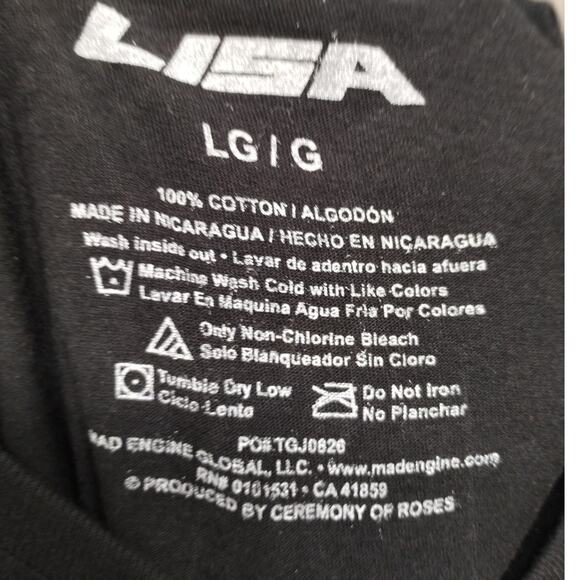 LISA
LG | G
100% COTTON / ALGODÓN
MADE IN NICARAGUA / HECHO EN NICARAGUA
Wash inside out • Lavar de adentro hacia afuera
Machine Wash Cold with Like Colors
Lavar En Maquina Agua Fria Por Colores
Only Non-Chlorine Bleach
Solo Blanqueador Sin Cloro
Tumble Dry Low
Ciclo Lento
Do Not Iron
No Planchar
PO#:TGJ0826
MAD ENGINE GLOBAL, LLC. • www.madengine.com
RN# 0101531 • CA 41859
© PRODUCED BY CEREMONY OF ROSES